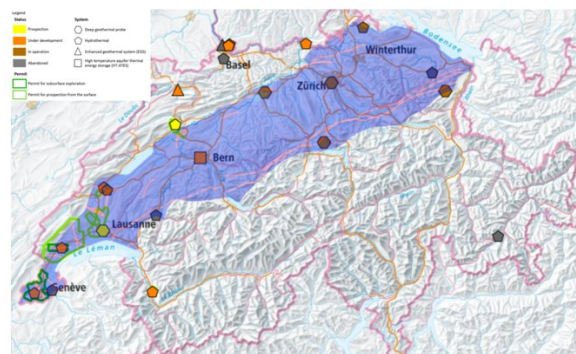 Legend
Status
System
Prospection
Deep geothermal probe
Under development
Hydrothermal
In operation
Enhanced geothermal system (EGS)
Abandoned
High temperature aquifer thermal
energy storage (HT-ATES)
Permit
Permit for subsurface exploration
Permit for prospection from the surface
Basel
Winterthur
Bodensee
Zürich
Le Doubs
Bern
Lausanne
Le Léman
Genève